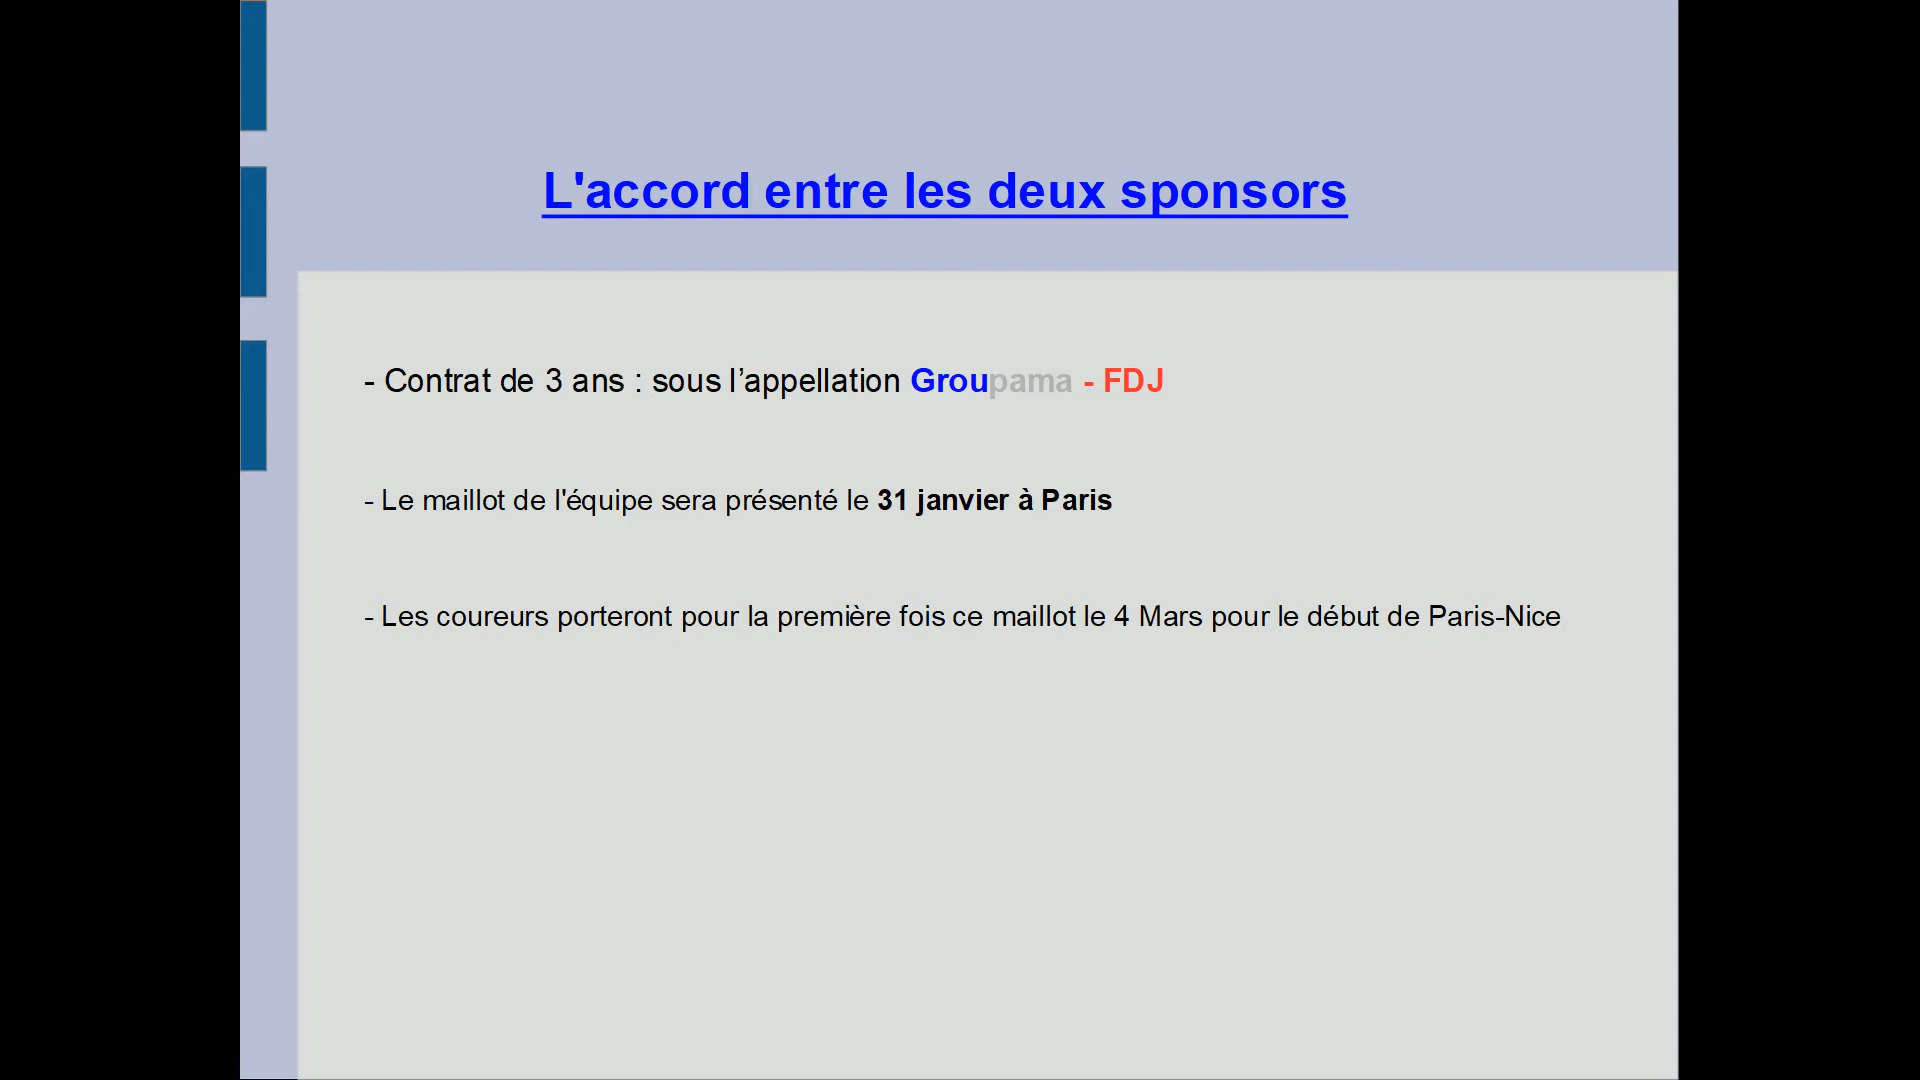 L'accord entre les deux sponsors
- Contrat de 3 ans : sous l’appellation Groupama - FDJ
- Le maillot de l'équipe sera présenté le 31 janvier à Paris
- Les coureurs porteront pour la première fois ce maillot le 4 Mars pour le début de Paris-Nice